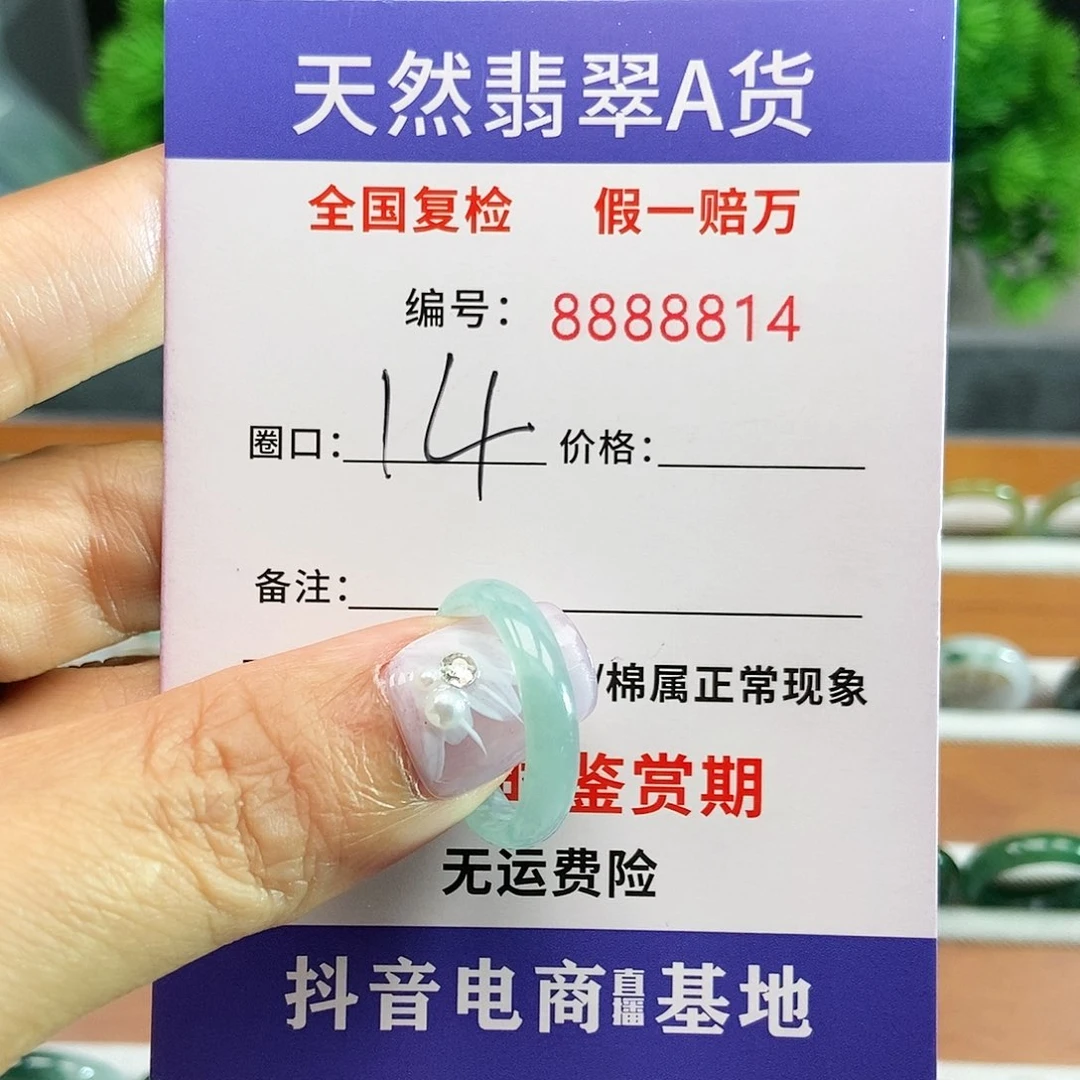 天然翡翠A货
全国复检 假一赔万
编号：8888814
圈口：14 价格：
备注：
/棉属正常现象
鉴赏期
无运费险
抖音电商直播基地